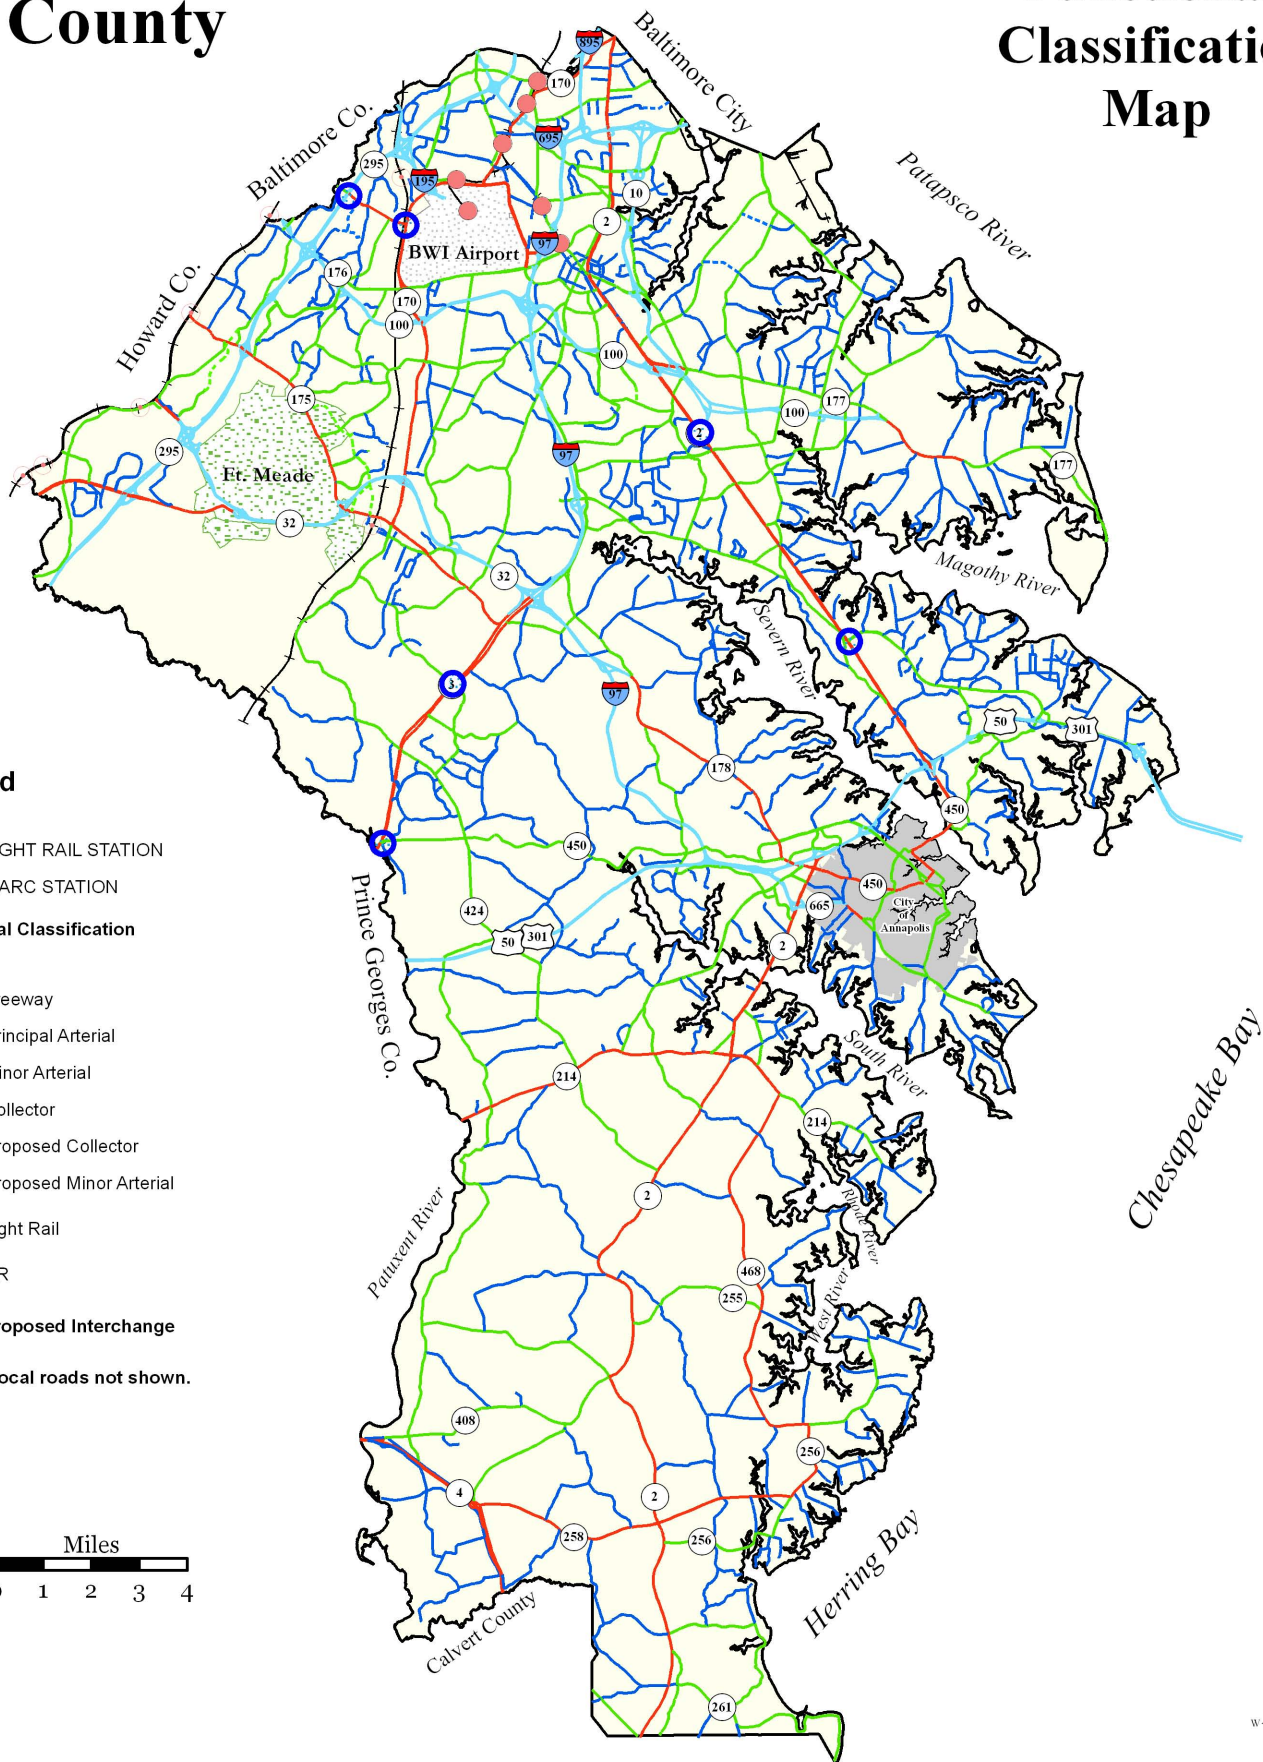 County
Classificatio
Map
Baltimore City
Baltimore Co.
Patapsco River
Howard Co.
895
170
695
295
195
10
2
97
BWI Airport
176
170
100
100
175
100
177
2
295
97
177
Ft. Meade
32
32
Magothy River
Severn River
3
97
50
301
178
450
450
450
665
City
of
Annapolis
424
50
301
2
Prince Georges Co.
South River
214
214
Chesapeake Bay
2
Rhode River
Patuxent River
468
255
West River
408
256
4
2
258
256
Herring Bay
Calvert County
261
d
GHT RAIL STATION
ARC STATION
al Classification
reeway
rincipal Arterial
inor Arterial
ollector
roposed Collector
roposed Minor Arterial
ght Rail
R
roposed Interchange
ocal roads not shown.
Miles
0 1 2 3 4
W-